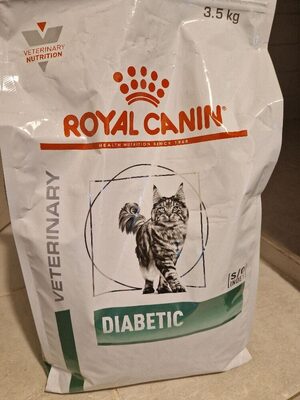 3.5 kg
VETERINARY
NUTRITION
ROYAL CANIN
HEALTH NUTRITION SINCE 1968
VETERINARY
DIABETIC